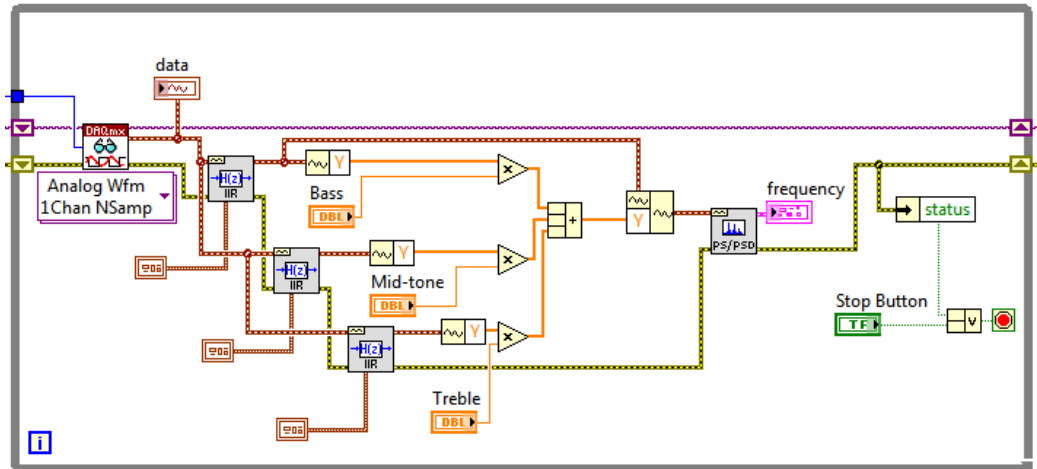 data
DAQmx
Analog Wfm
1Chan NSamp
H(z)
IIR
Y
Bass
DBL
×
+
Y
frequency
PS/PSD
status
H(z)
IIR
Y
Mid-tone
DBL
×
Stop Button
TF
V
H(z)
IIR
Y
×
Treble
DBL
i